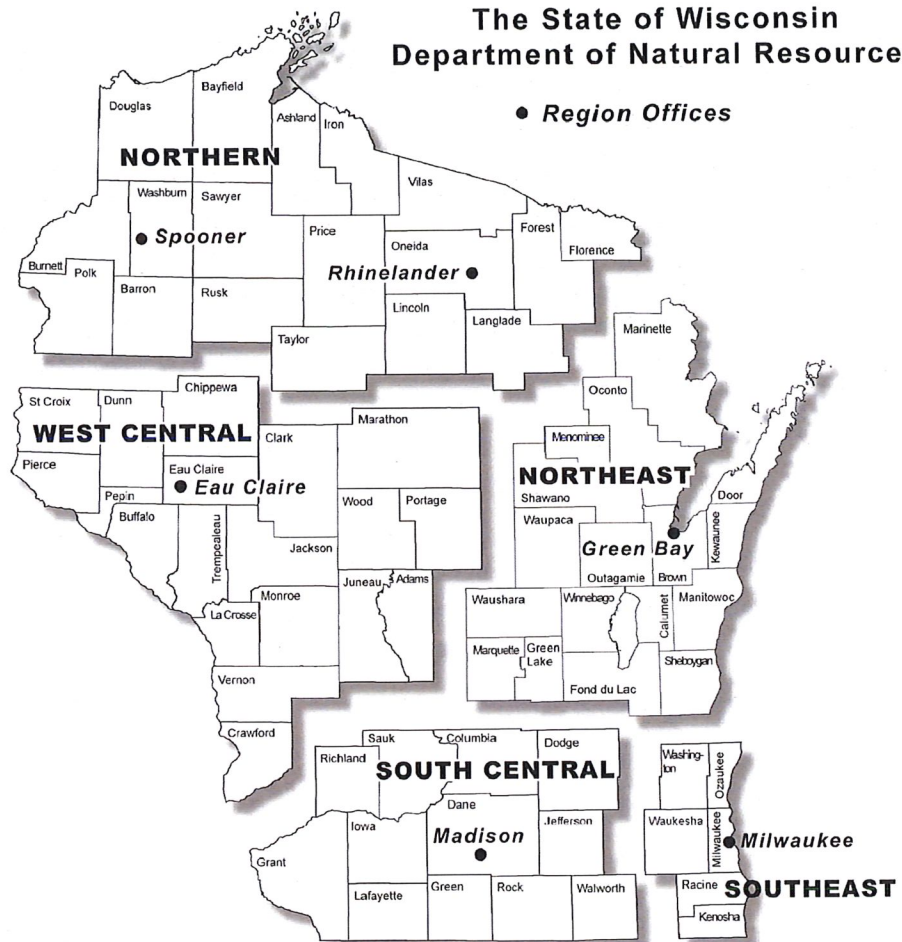 The State of Wisconsin
Department of Natural Resource
Region Offices
Bayfield
Douglas
Ashland
Iron
NORTHERN
Vilas
Washburn
Sawyer
Price
Forest
Spooner
Oneida
Florence
Burnett
Polk
Rhinelander
Barron
Rusk
Lincoln
Langlade
Taylor
Marinette
Chippewa
Oconto
St Croix
Dunn
Marathon
WEST CENTRAL
Clark
Menominee
Pierce
Eau Claire
Eau Claire
NORTHEAST
Pepin
Wood
Portage
Shawano
Door
Buffalo
Waupaca
Trempealeau
Jackson
Green Bay
Kewaunee
Juneau
Adams
Outagamie
Brown
Monroe
Waushara
Winnebago
Calumet
Manitowoc
La Crosse
Marquette
Green
Lake
Sheboygan
Vernon
Fond du Lac
Crawford
Sauk
Columbia
Dodge
Richland
SOUTH CENTRAL
Washing-
ton
Ozaukee
Dane
Iowa
Jefferson
Waukesha
Milwaukee
Madison
Milwaukee
Grant
Lafayette
Green
Rock
Walworth
Racine
SOUTHEAST
Kenosha